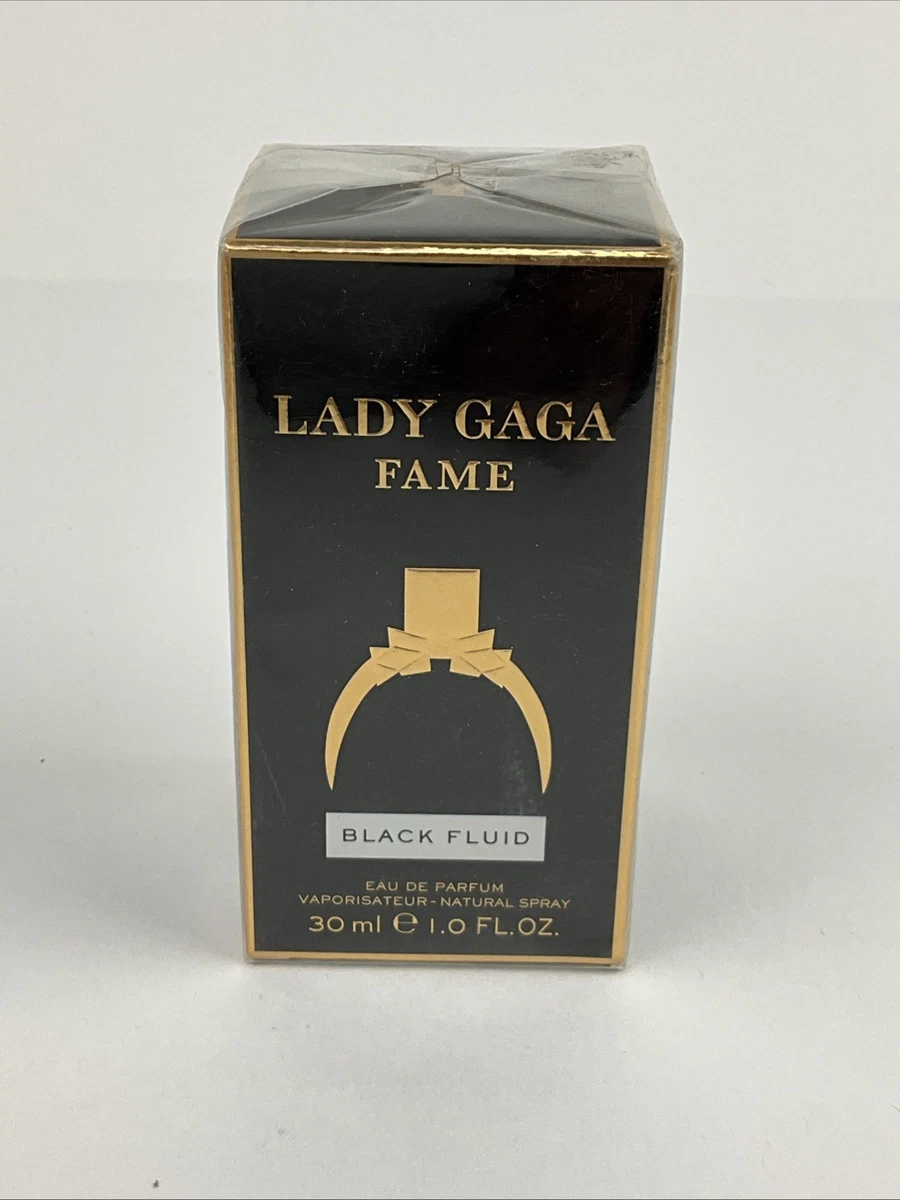 LADY GAGA
FAME
BLACK FLUID
EAU DE PARFUM
VAPORISATEUR - NATURAL SPRAY
30 ml ℮ 1.0 FL.OZ.